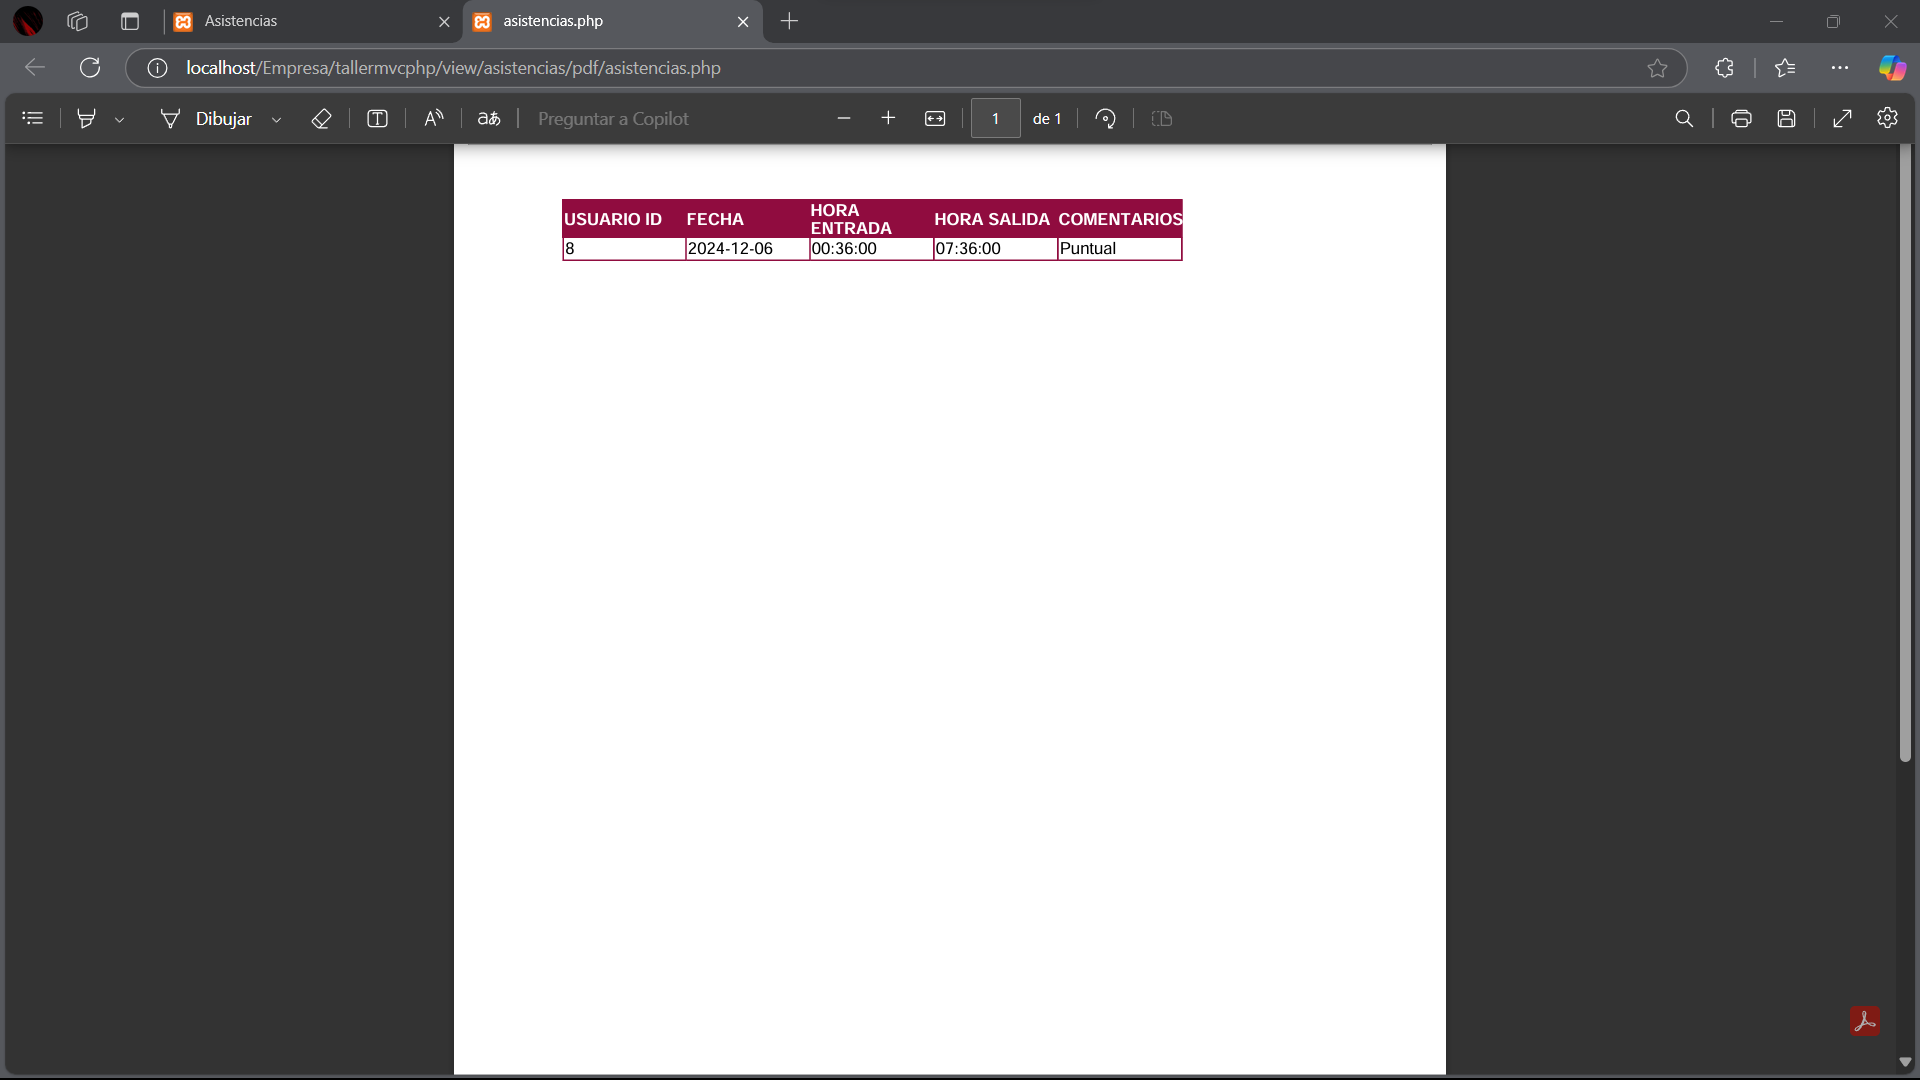 Asistencias
asistencias.php
localhost/Empresa/tallermvcphp/view/asistencias/pdf/asistencias.php
Dibujar
Preguntar a Copilot
1 de 1
USUARIO ID FECHA HORA ENTRADA HORA SALIDA COMENTARIOS
8 2024-12-06 00:36:00 07:36:00 Puntual